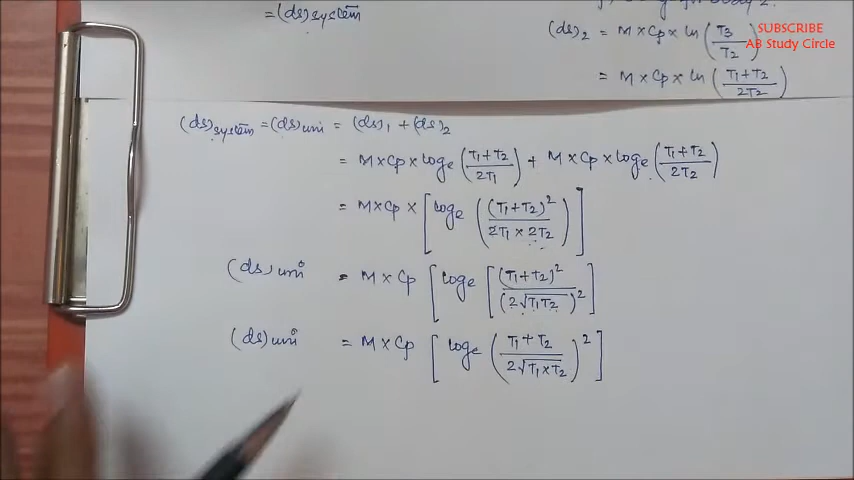 = (ds)system
(ds)2 = M x Cp x ln (T3/T2)
= M x Cp x ln (T1+T2/2T2)
SUBSCRIBE
AB Study Circle
(ds)system = (ds)uni = (ds)1 + (ds)2
= M x Cp x loge (T1+T2/2T1) + M x Cp x loge (T1+T2/2T2)
= M x Cp x [loge ((T1+T2)²/2T1 x 2T2)]
(ds)uni = M x Cp [loge [(T1+T2)²/(2√T1T2)²]
(ds)uni = M x Cp [loge (T1+T2/2√T1xT2)²]